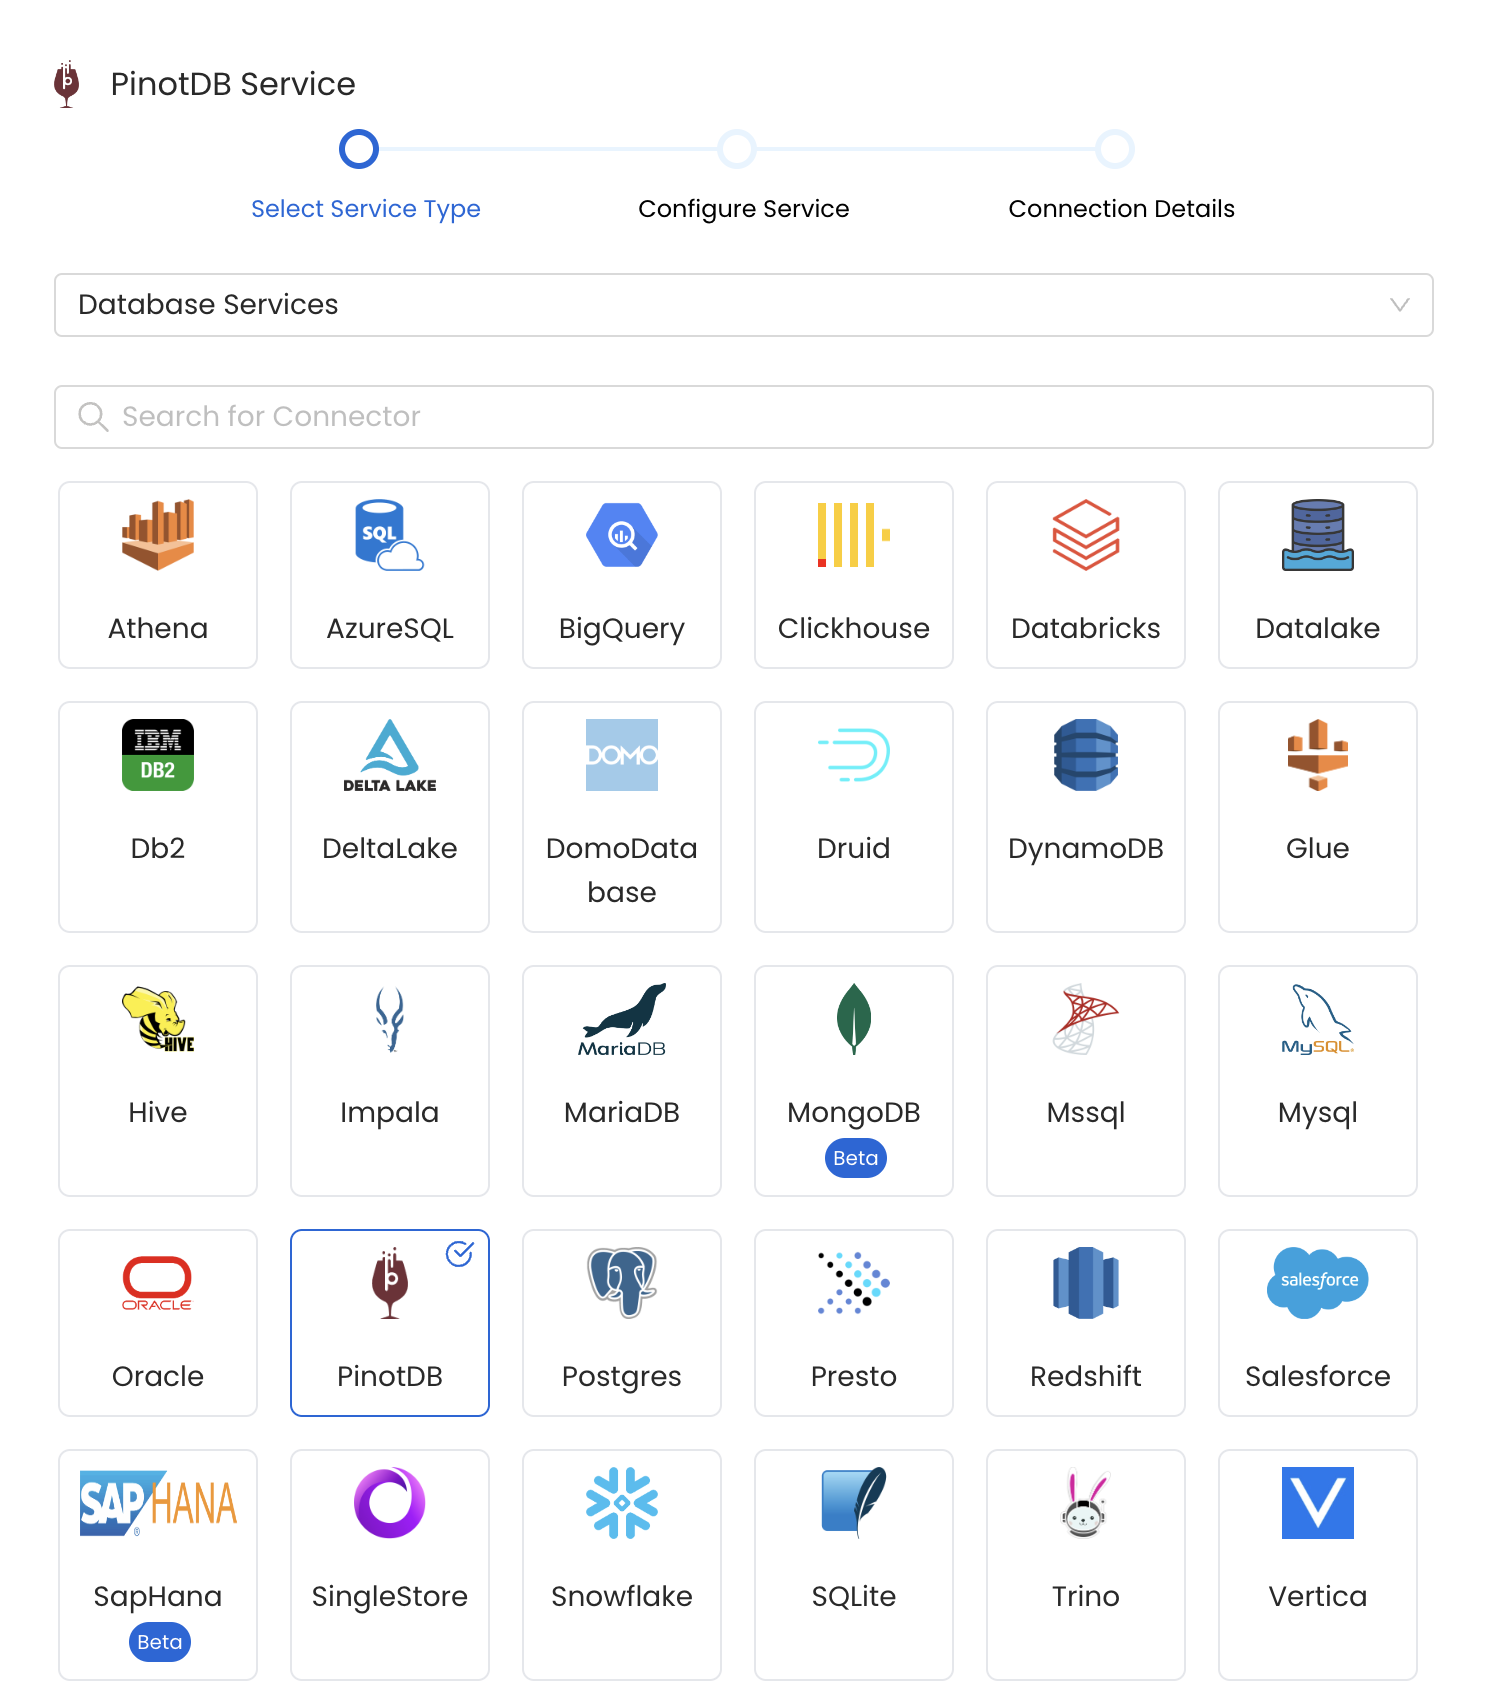 PinotDB Service
Select Service Type
Configure Service
Connection Details
Database Services
Search for Connector
Athena
SQL
AzureSQL
BigQuery
Clickhouse
Databricks
Datalake
IBM
DB2
Db2
DELTA LAKE
DeltaLake
DOMO
DomoData
base
Druid
DynamoDB
Glue
HIVE
Hive
Impala
MariaDB
MariaDB
MongoDB
Beta
Mssql
MySQL
Mysql
ORACLE
Oracle
PinotDB
Postgres
Presto
Redshift
salesforce
Salesforce
SAP HANA
SapHana
Beta
SingleStore
Snowflake
SQLite
Trino
Vertica